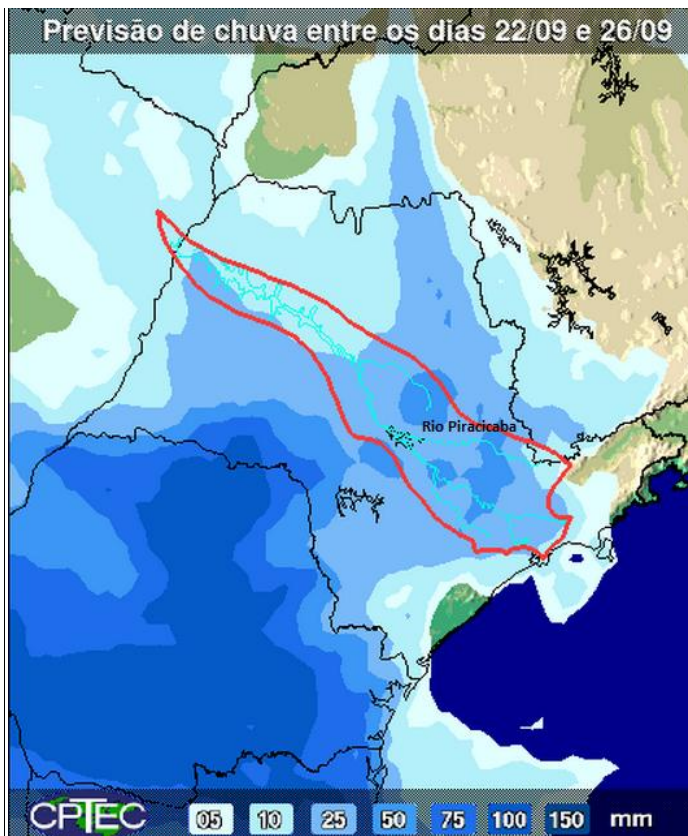 Previsão de chuva entre os dias 22/09 e 26/09
Rio Piracicaba
CPTEC 05 10 25 50 75 100 150 mm